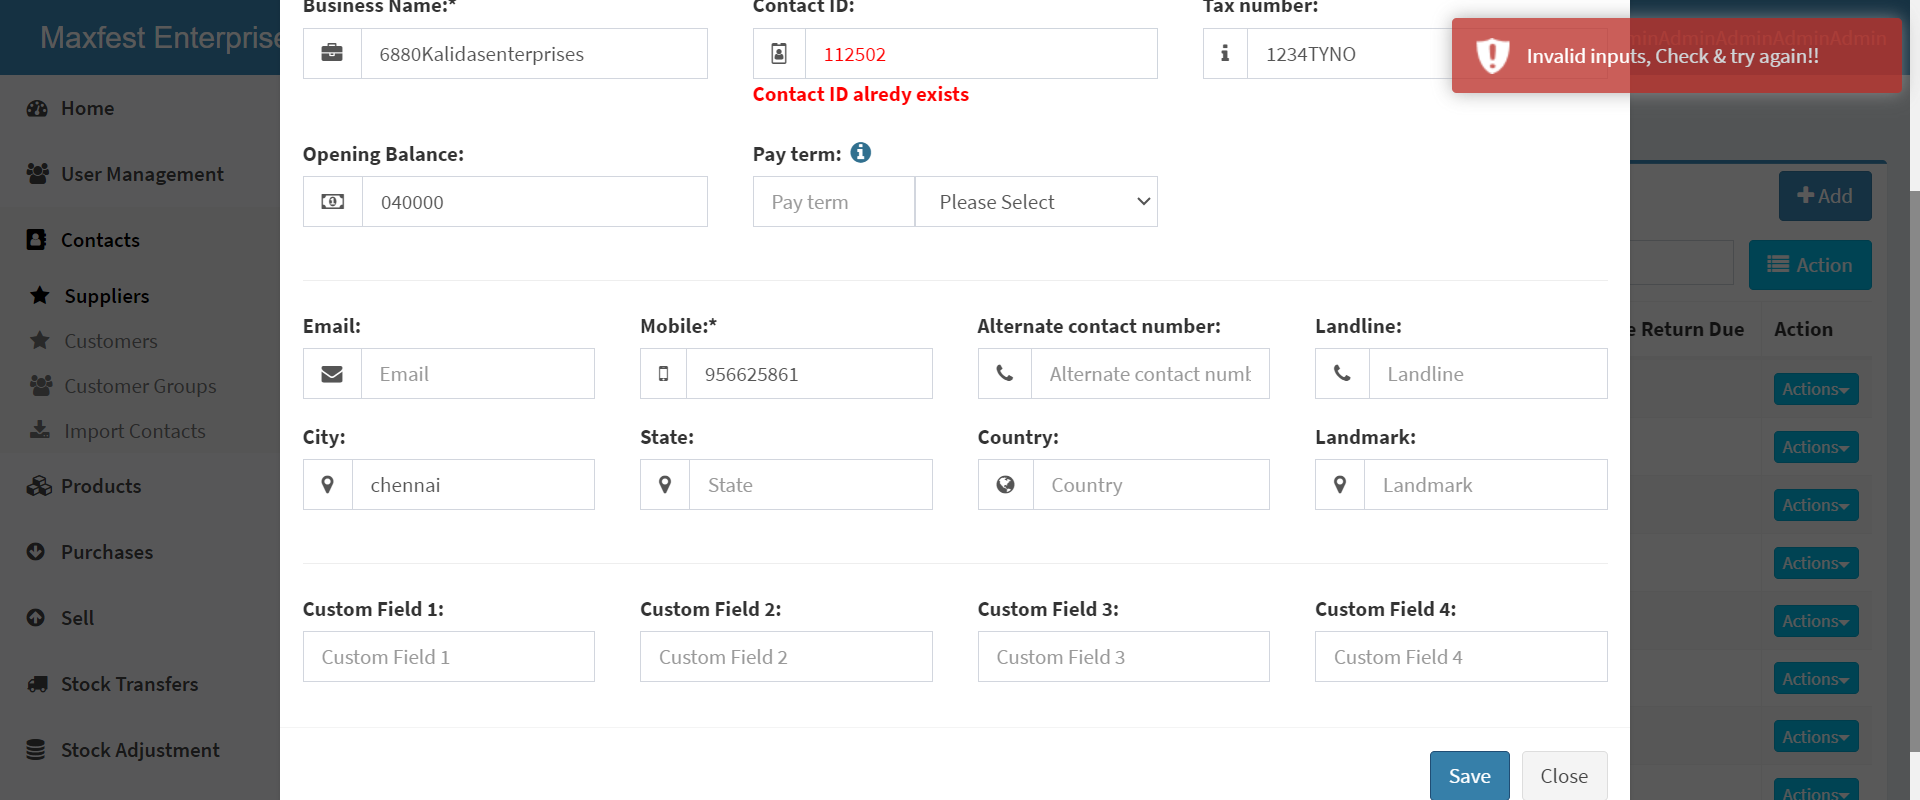 Maxfest Enterprise
Home
User Management
Contacts
Suppliers
Customers
Customer Groups
Import Contacts
Products
Purchases
Sell
Stock Transfers
Stock Adjustment
Business Name:*
6880Kalidasenterprises
Contact ID:
112502
Contact ID alredy exists
Tax number:
1234TYNO
Invalid inputs, Check & try again!!
Opening Balance:
040000
Pay term:
Pay term
Please Select
Email:
Email
Mobile:*
956625861
Alternate contact number:
Alternate contact numb
Landline:
Landline
City:
chennai
State:
State
Country:
Country
Landmark:
Landmark
Custom Field 1:
Custom Field 1
Custom Field 2:
Custom Field 2
Custom Field 3:
Custom Field 3
Custom Field 4:
Custom Field 4
Save
Close
Add
Action
e Return Due
Action
Actions
Actions
Actions
Actions
Actions
Actions
Actions
Actions